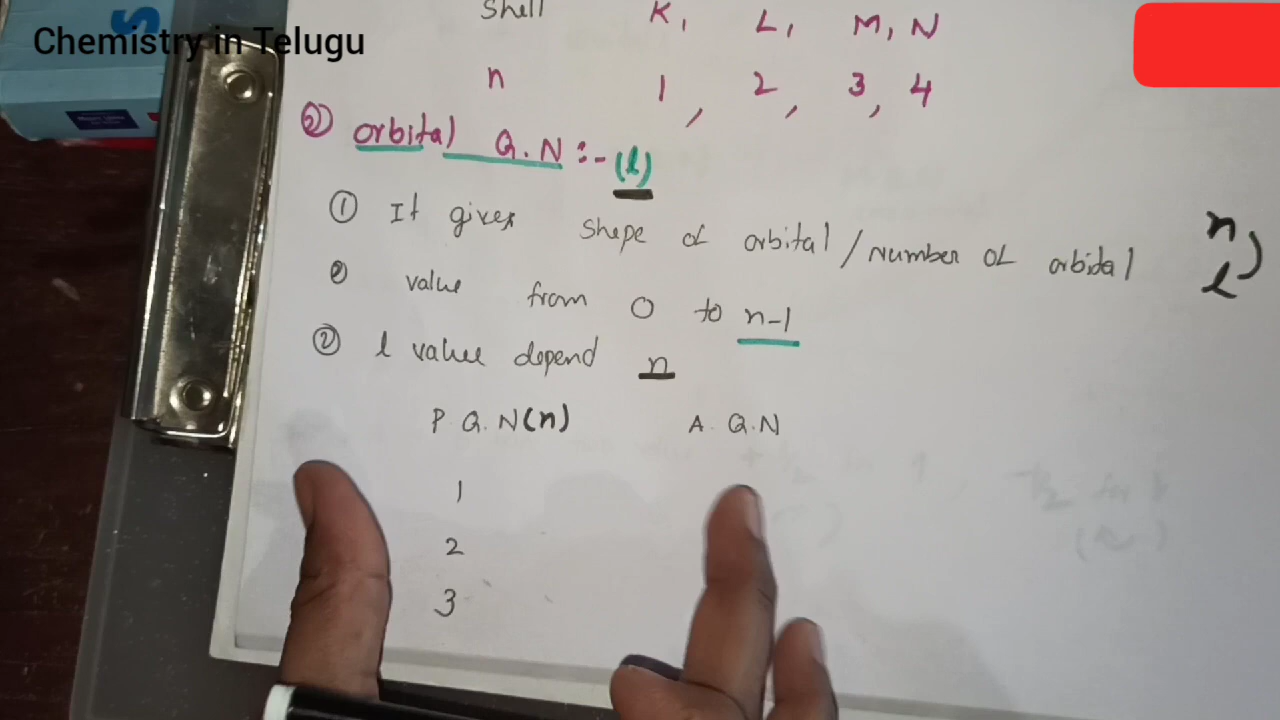 Chemistry in Telugu
Shell K, L, M, N
n 1, 2, 3, 4
② orbital Q.N :- (l)
① It gives shape of orbital / Number of orbital
② value from 0 to n-1
② l value depend n
P. Q. N(n) A. Q.N
1
2
3
n
l